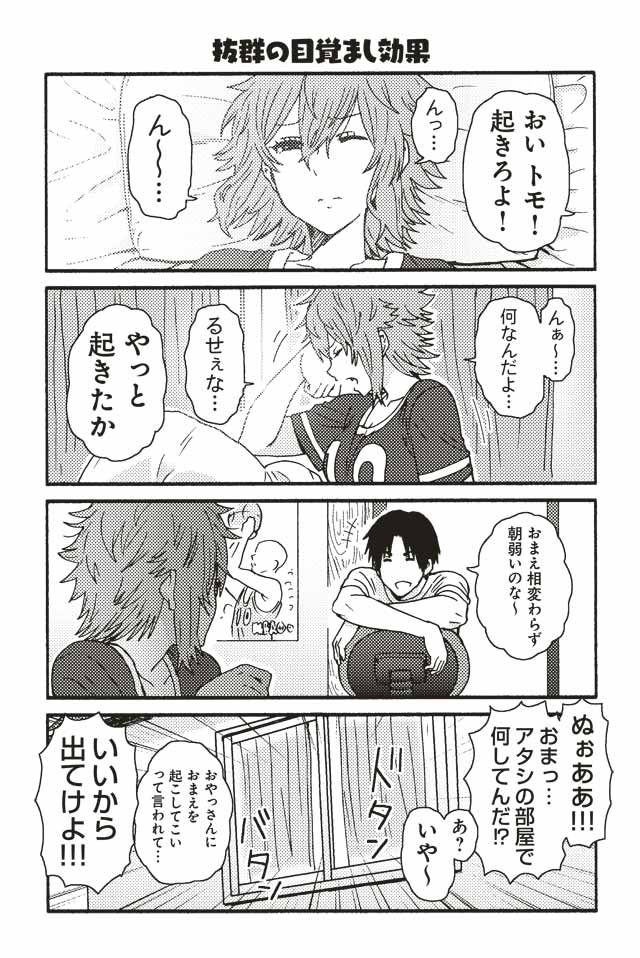 抜群の目覚まし効果
おいトモ!
起きろよ!
んっ…
ん〜〜…
んぁ〜…
何なんだよ…
るせぇな…
やっと
起きたか
10
おまえ相変わらず
朝弱いのな〜
10
ぬぉああ!!!
おまっ…
アタシの部屋で
何してんだ!?
ドタン
あ?
いや〜
バタン
おやっさんに
おまえを
起こしてこい
って言われて…
いいから
出てけよ!!!